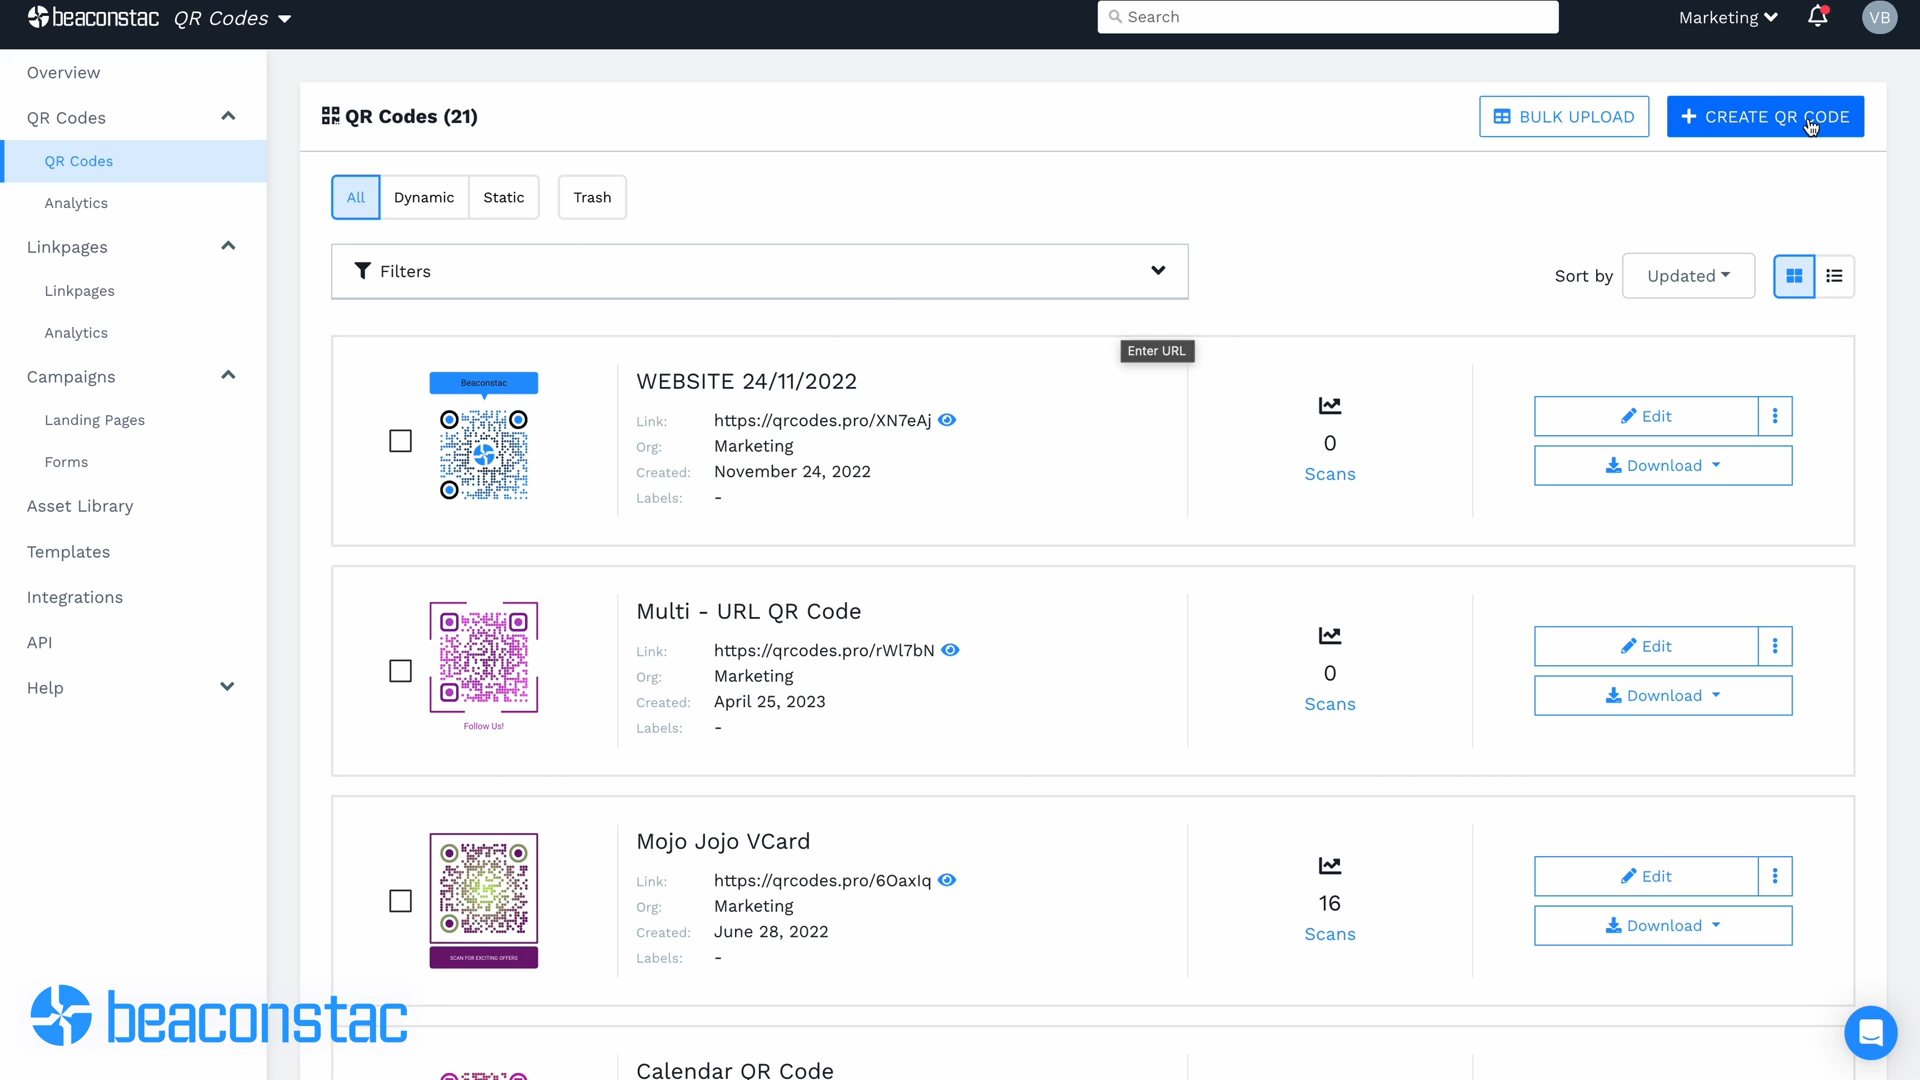 beaconstac QR Codes
Search
Marketing
VB
Overview
QR Codes
QR Codes
Analytics
Linkpages
Linkpages
Analytics
Campaigns
Landing Pages
Forms
Asset Library
Templates
Integrations
API
Help
QR Codes (21)
BULK UPLOAD
+ CREATE QR CODE
All
Dynamic
Static
Trash
Filters
Sort by
Updated
Enter URL
Beaconstac
WEBSITE 24/11/2022
Link: https://qrcodes.pro/XN7eAj
Org: Marketing
Created: November 24, 2022
Labels: -
0
Scans
Edit
Download
Follow Us!
Multi - URL QR Code
Link: https://qrcodes.pro/rWl7bN
Org: Marketing
Created: April 25, 2023
Labels: -
0
Scans
Edit
Download
SCAN FOR EXCITING OFFERS
Mojo Jojo VCard
Link: https://qrcodes.pro/6OaxIq
Org: Marketing
Created: June 28, 2022
Labels: -
16
Scans
Edit
Download
Calendar QR Code
beaconstac